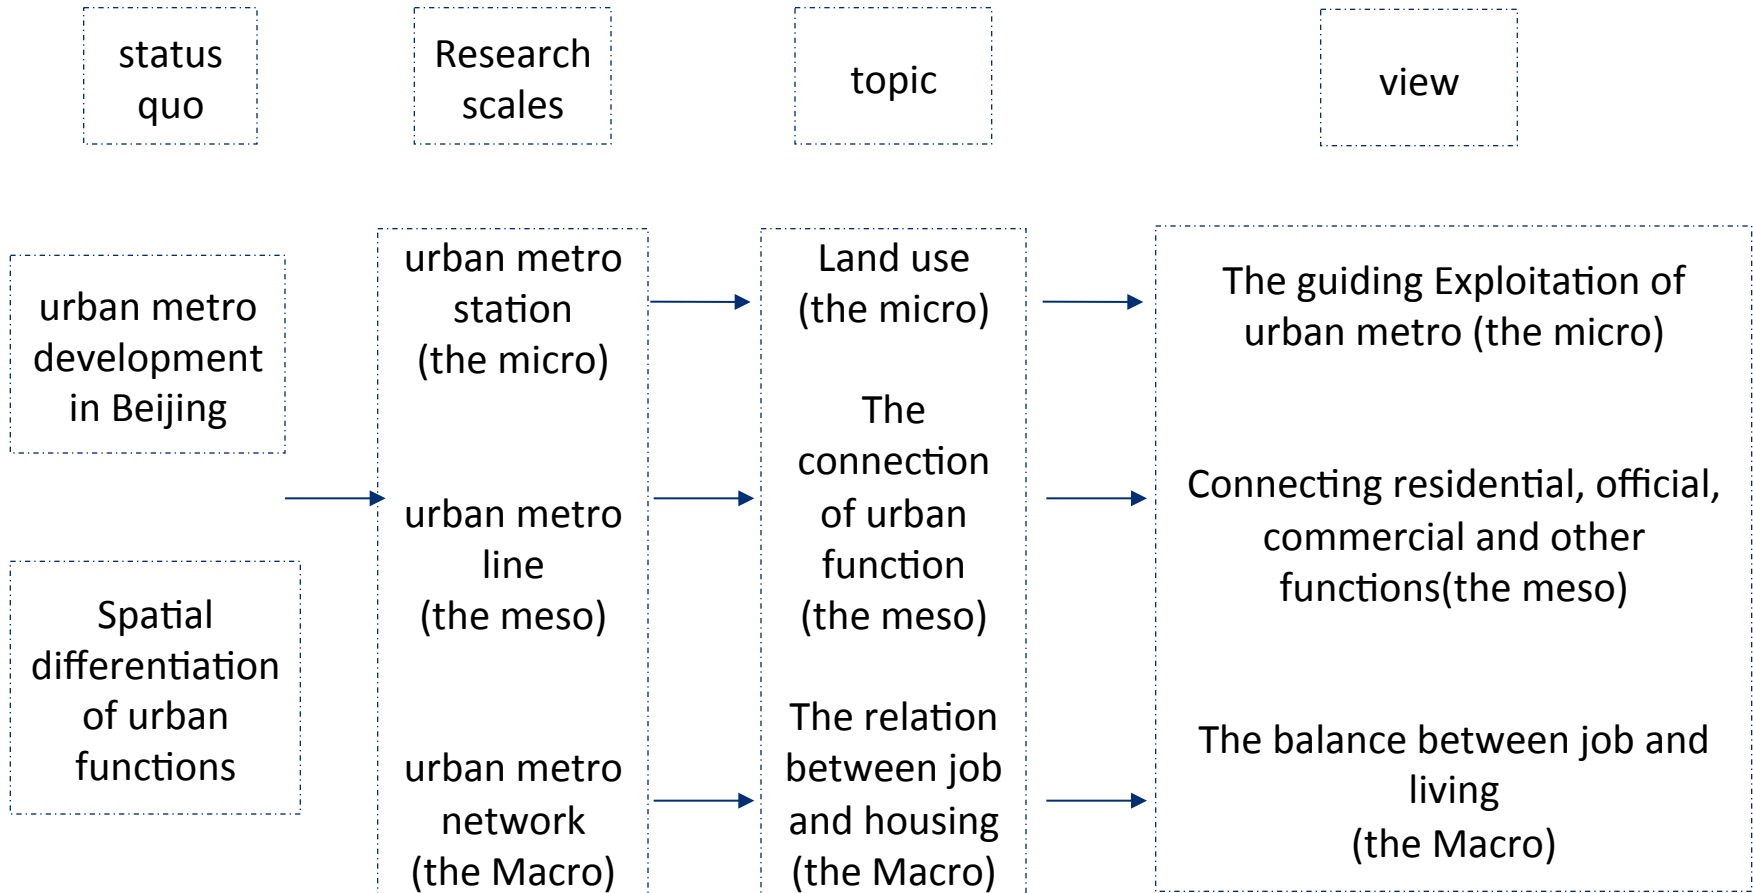 status
quo
Research
scales
topic
view
urban metro
development
in Beijing
Spatial
differentiation
of urban
functions
urban metro
station
(the micro)
urban metro
line
(the meso)
urban metro
network
(the Macro)
Land use
(the micro)
The
connection
of urban
function
(the meso)
The relation
between job
and housing
(the Macro)
The guiding Exploitation of
urban metro (the micro)
Connecting residential, official,
commercial and other
functions(the meso)
The balance between job and
living
(the Macro)